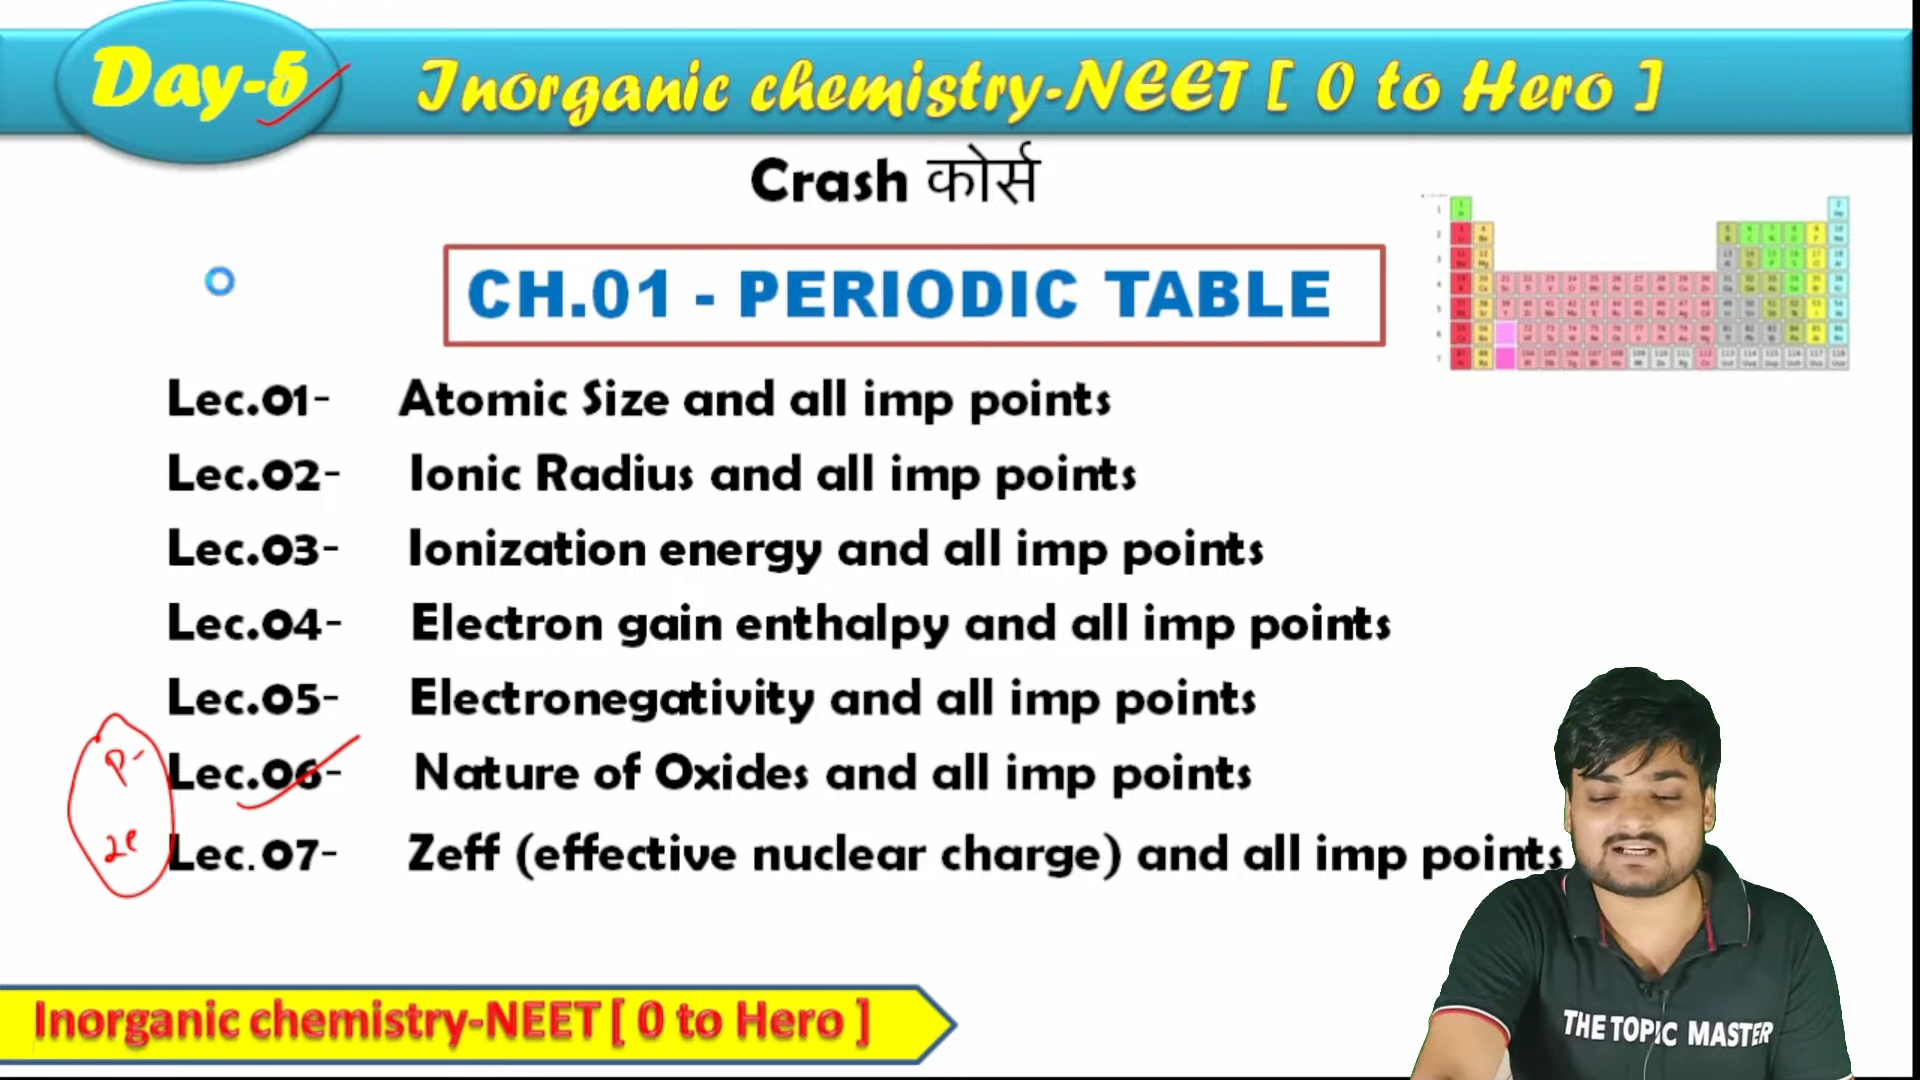 Day-5
Inorganic chemistry-NEET [ 0 to Hero ]
Crash कोर्स
CH.01 - PERIODIC TABLE
Lec.01- Atomic Size and all imp points
Lec.02- Ionic Radius and all imp points
Lec.03- Ionization energy and all imp points
Lec.04- Electron gain enthalpy and all imp points
Lec.05- Electronegativity and all imp points
Lec.06- Nature of Oxides and all imp points
Lec.07- Zeff (effective nuclear charge) and all imp points
THE TOPIC MASTER
Inorganic chemistry-NEET [ 0 to Hero ]